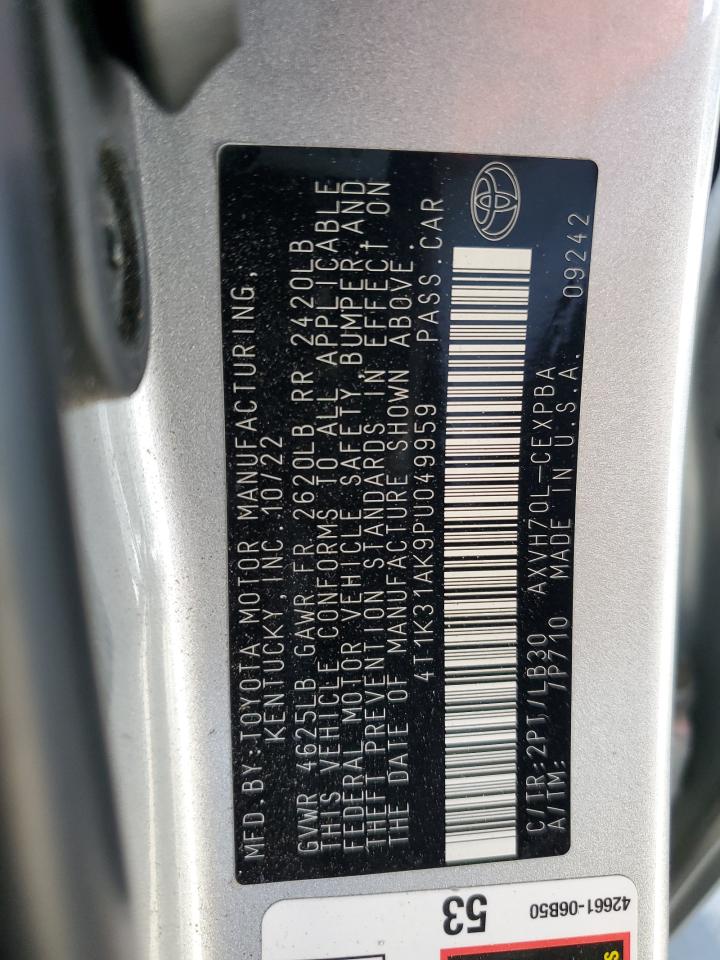 MFD. BY: TOYOTA MOTOR MANUFACTURING,
KENTUCKY, INC. 10/22
GVWR 4625LB GAWR FR 2620LB RR 2420LB
THIS VEHICLE CONFORMS TO ALL APPLICABLE
FEDERAL MOTOR VEHICLE SAFETY, BUMPER, AND
THEFT PREVENTION STANDARDS IN EFFECT ON
THE DATE OF MANUFACTURE SHOWN ABOVE.
4T1K31AK9PU049959 PASS.CAR
C/TR:2PT/LB30 AXVH70L-CEXPBA
A/TM: 7P710 MADE IN U.S.A. 09242
53
42661-06B50